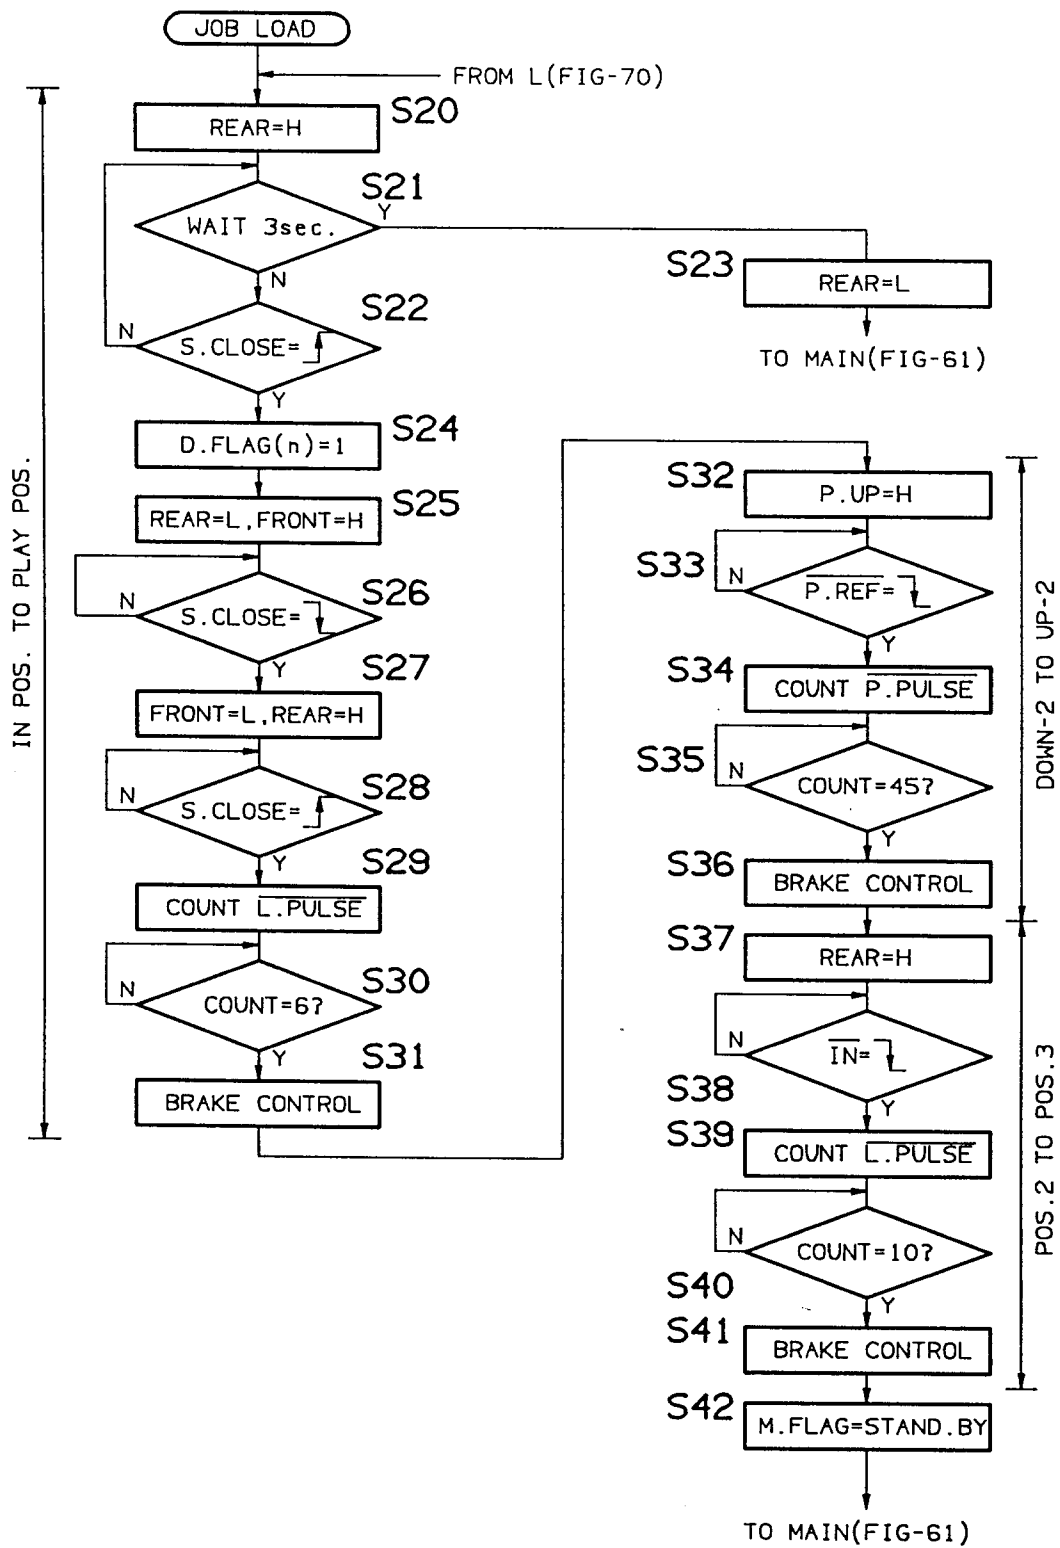 JOB LOAD
FROM L(FIG-70)
S20
REAR=H
S21
WAIT 3sec.
Y
N
S22
S.CLOSE=
N
Y
S23
REAR=L
TO MAIN(FIG-61)
S24
D.FLAG(n)=1
S25
REAR=L,FRONT=H
S26
S.CLOSE=
N
Y
S27
FRONT=L,REAR=H
S28
S.CLOSE=
N
Y
S29
COUNT L.PULSE
S30
COUNT=6?
N
Y
S31
BRAKE CONTROL
IN POS. TO PLAY POS.
S32
P.UP=H
S33
P.REF=
N
Y
S34
COUNT P.PULSE
S35
COUNT=45?
N
Y
S36
BRAKE CONTROL
DOWN-2 TO UP-2
S37
REAR=H
IN=
N
S38
Y
S39
COUNT L.PULSE
COUNT=10?
N
S40
Y
S41
BRAKE CONTROL
POS.2 TO POS.3
S42
M.FLAG=STAND.BY
TO MAIN(FIG-61)